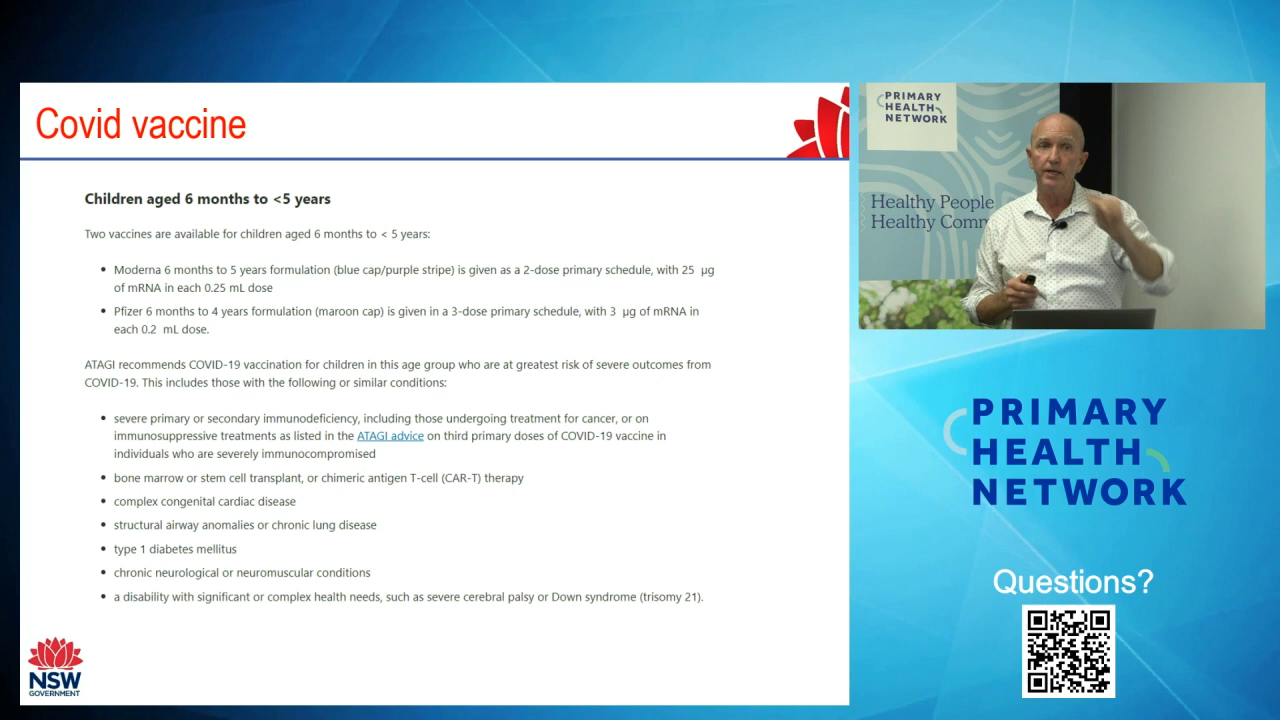 Covid vaccine
Children aged 6 months to <5 years
Two vaccines are available for children aged 6 months to < 5 years:
• Moderna 6 months to 5 years formulation (blue cap/purple stripe) is given as a 2-dose primary schedule, with 25 µg
of mRNA in each 0.25 mL dose
• Pfizer 6 months to 4 years formulation (maroon cap) is given in a 3-dose primary schedule, with 3 µg of mRNA in
each 0.2 mL dose.
ATAGI recommends COVID-19 vaccination for children in this age group who are at greatest risk of severe outcomes from
COVID-19. This includes those with the following or similar conditions:
• severe primary or secondary immunodeficiency, including those undergoing treatment for cancer, or on
immunosuppressive treatments as listed in the ATAGI advice on third primary doses of COVID-19 vaccine in
individuals who are severely immunocompromised
• bone marrow or stem cell transplant, or chimeric antigen T-cell (CAR-T) therapy
• complex congenital cardiac disease
• structural airway anomalies or chronic lung disease
• type 1 diabetes mellitus
• chronic neurological or neuromuscular conditions
• a disability with significant or complex health needs, such as severe cerebral palsy or Down syndrome (trisomy 21).
NSW
GOVERNMENT
PRIMARY
HEALTH
NETWORK
Healthy People
Healthy Comm
PRIMARY
HEALTH
NETWORK
Questions?